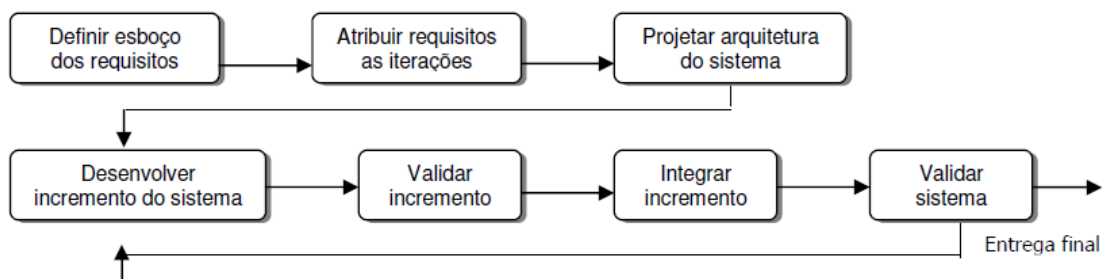 Definir esboço
dos requisitos
Atribuir requisitos
as iterações
Projetar arquitetura
do sistema
Desenvolver
incremento do sistema
Validar
incremento
Integrar
incremento
Validar
sistema
Entrega final